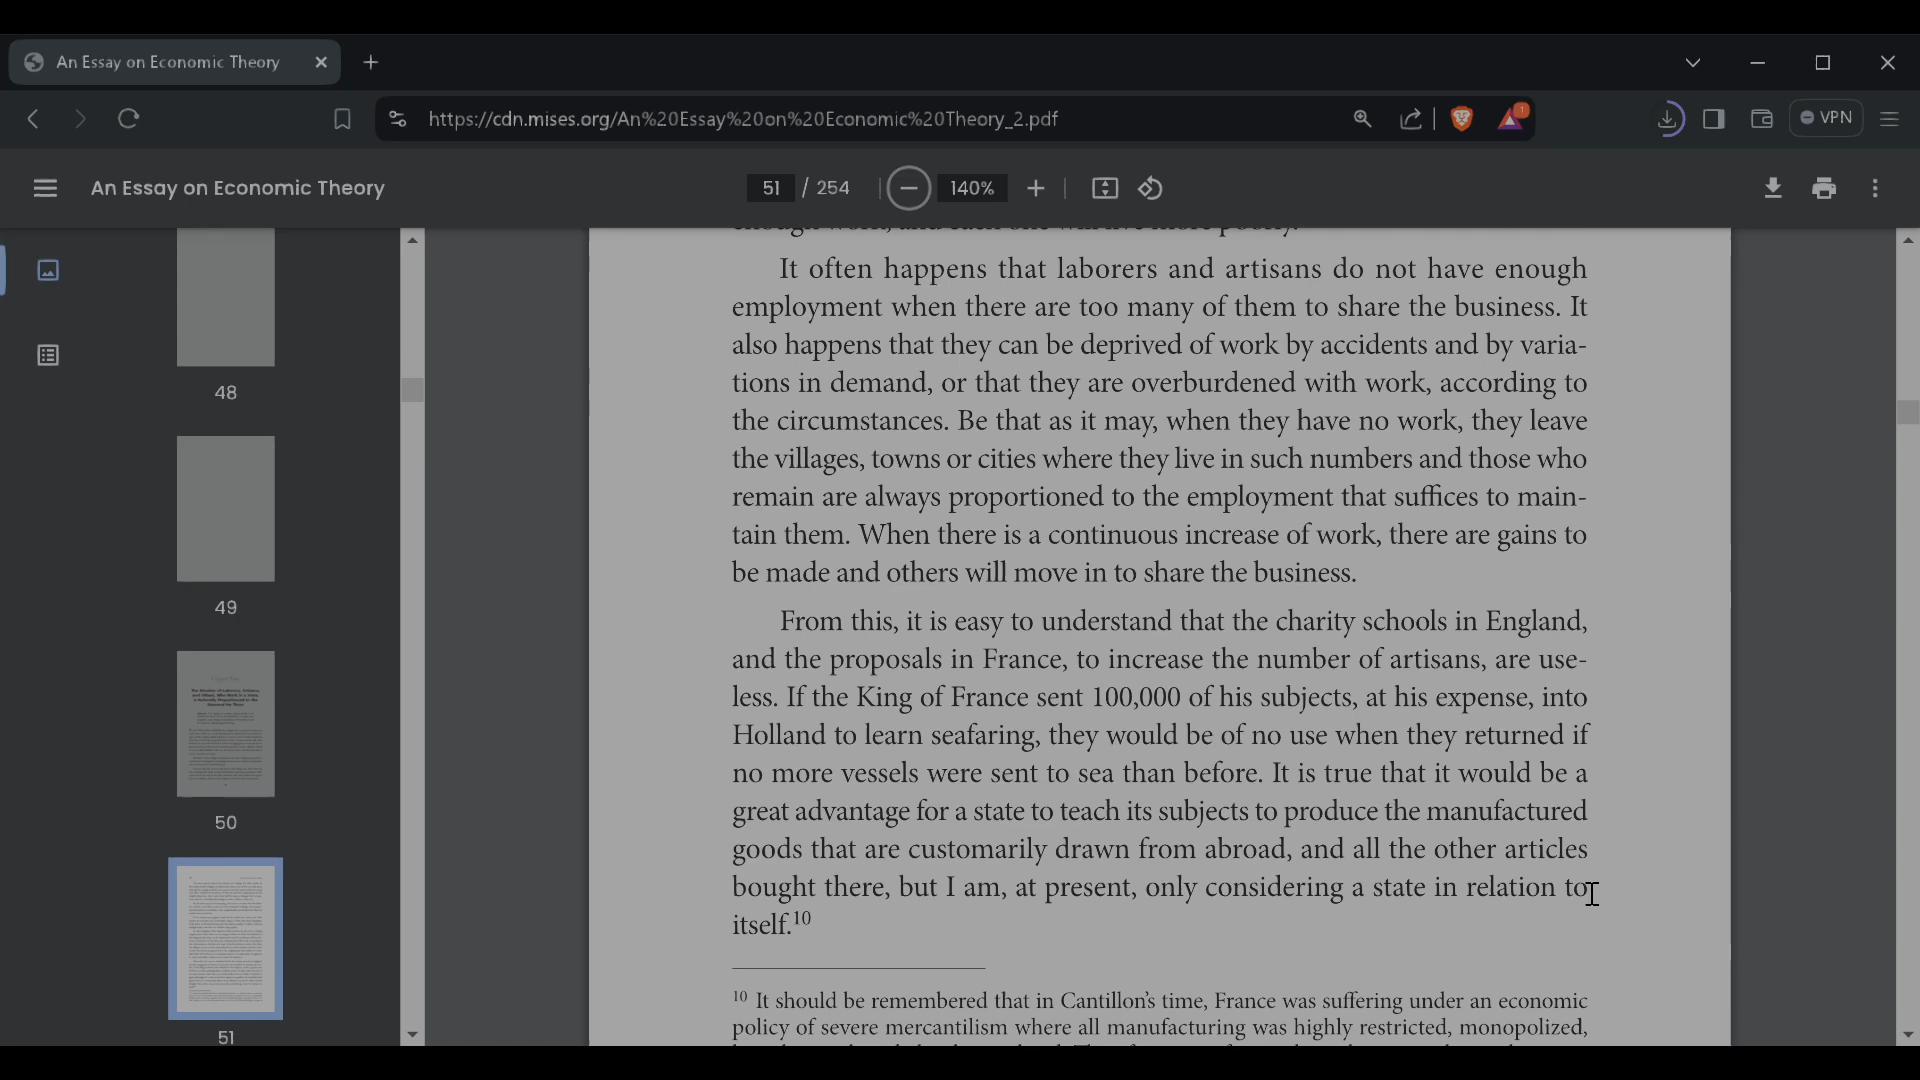 An Essay on Economic Theory
https://cdn.mises.org/An%20Essay%20on%20Economic%20Theory_2.pdf
1
VPN
An Essay on Economic Theory
51 / 254
140%
48
49
50
51
enough work, and each one will live more poorly.
It often happens that laborers and artisans do not have enough
employment when there are too many of them to share the business. It
also happens that they can be deprived of work by accidents and by varia-
tions in demand, or that they are overburdened with work, according to
the circumstances. Be that as it may, when they have no work, they leave
the villages, towns or cities where they live in such numbers and those who
remain are always proportioned to the employment that suffices to main-
tain them. When there is a continuous increase of work, there are gains to
be made and others will move in to share the business.
From this, it is easy to understand that the charity schools in England,
and the proposals in France, to increase the number of artisans, are use-
less. If the King of France sent 100,000 of his subjects, at his expense, into
Holland to learn seafaring, they would be of no use when they returned if
no more vessels were sent to sea than before. It is true that it would be a
great advantage for a state to teach its subjects to produce the manufactured
goods that are customarily drawn from abroad, and all the other articles
bought there, but I am, at present, only considering a state in relation to
itself.10
10 It should be remembered that in Cantillon's time, France was suffering under an economic
policy of severe mercantilism where all manufacturing was highly restricted, monopolized,